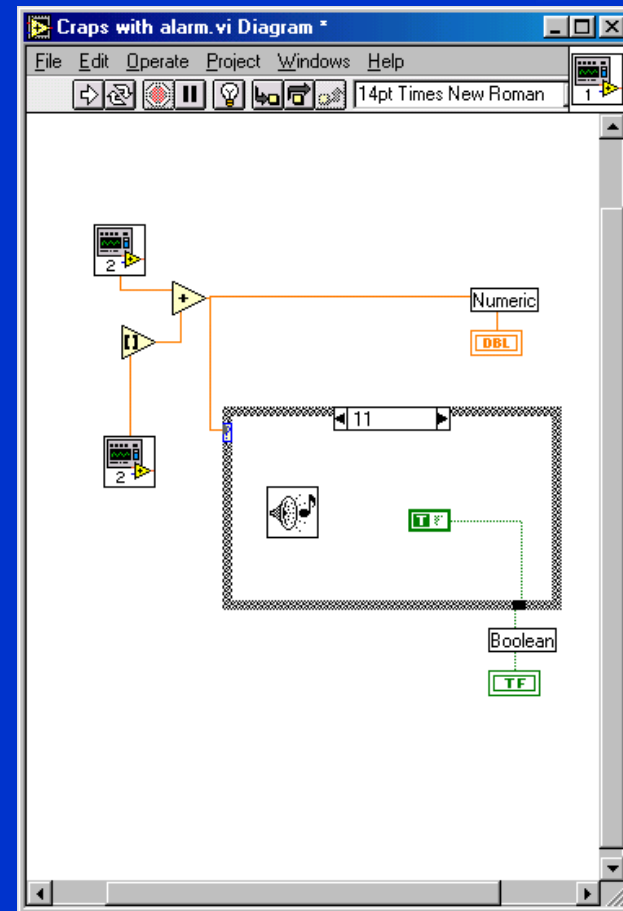 Craps with alarm.vi Diagram *
File Edit Operate Project Windows Help
14pt Times New Roman
1
2
+
Numeric
[ ]
DBL
2
11
?
T F
Boolean
TF